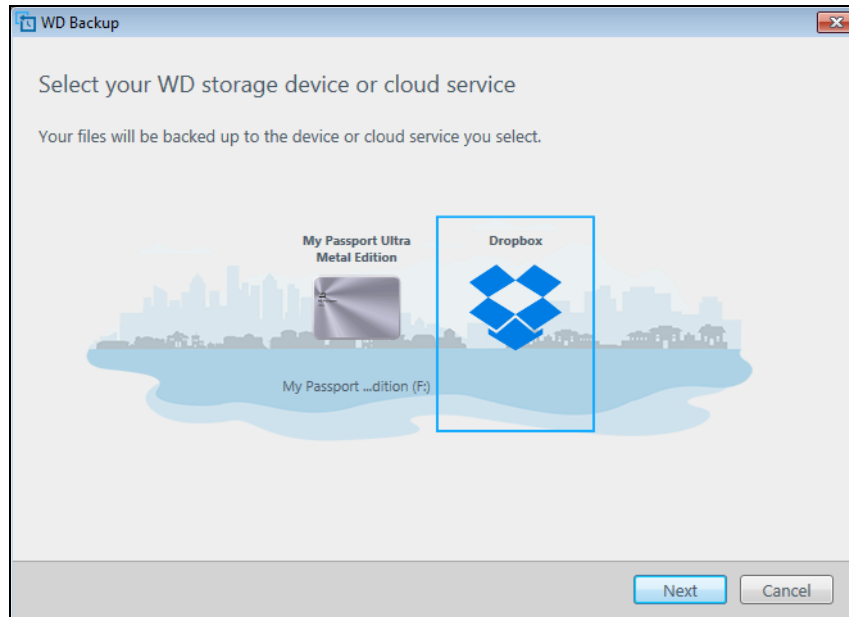 WD Backup
Select your WD storage device or cloud service
Your files will be backed up to the device or cloud service you select.
My Passport Ultra
Metal Edition
Dropbox
My Passport ...dition (F:)
Next
Cancel